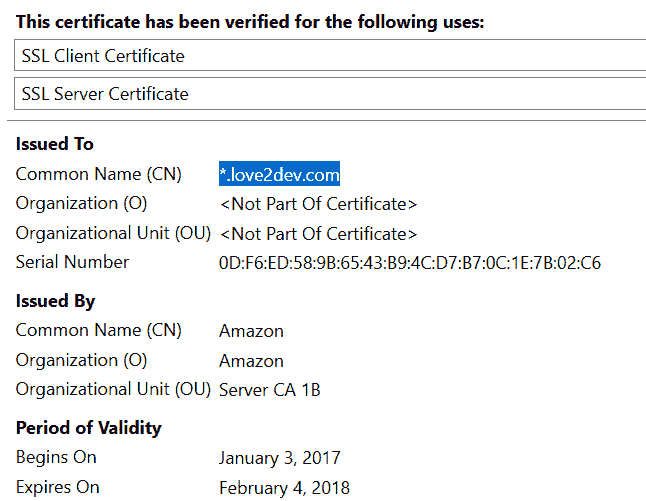 This certificate has been verified for the following uses:
SSL Client Certificate
SSL Server Certificate
Issued To
Common Name (CN) *.love2dev.com
Organization (O) <Not Part Of Certificate>
Organizational Unit (OU) <Not Part Of Certificate>
Serial Number 0D:F6:ED:58:9B:65:43:B9:4C:D7:B7:0C:1E:7B:02:C6
Issued By
Common Name (CN) Amazon
Organization (O) Amazon
Organizational Unit (OU) Server CA 1B
Period of Validity
Begins On January 3, 2017
Expires On February 4, 2018